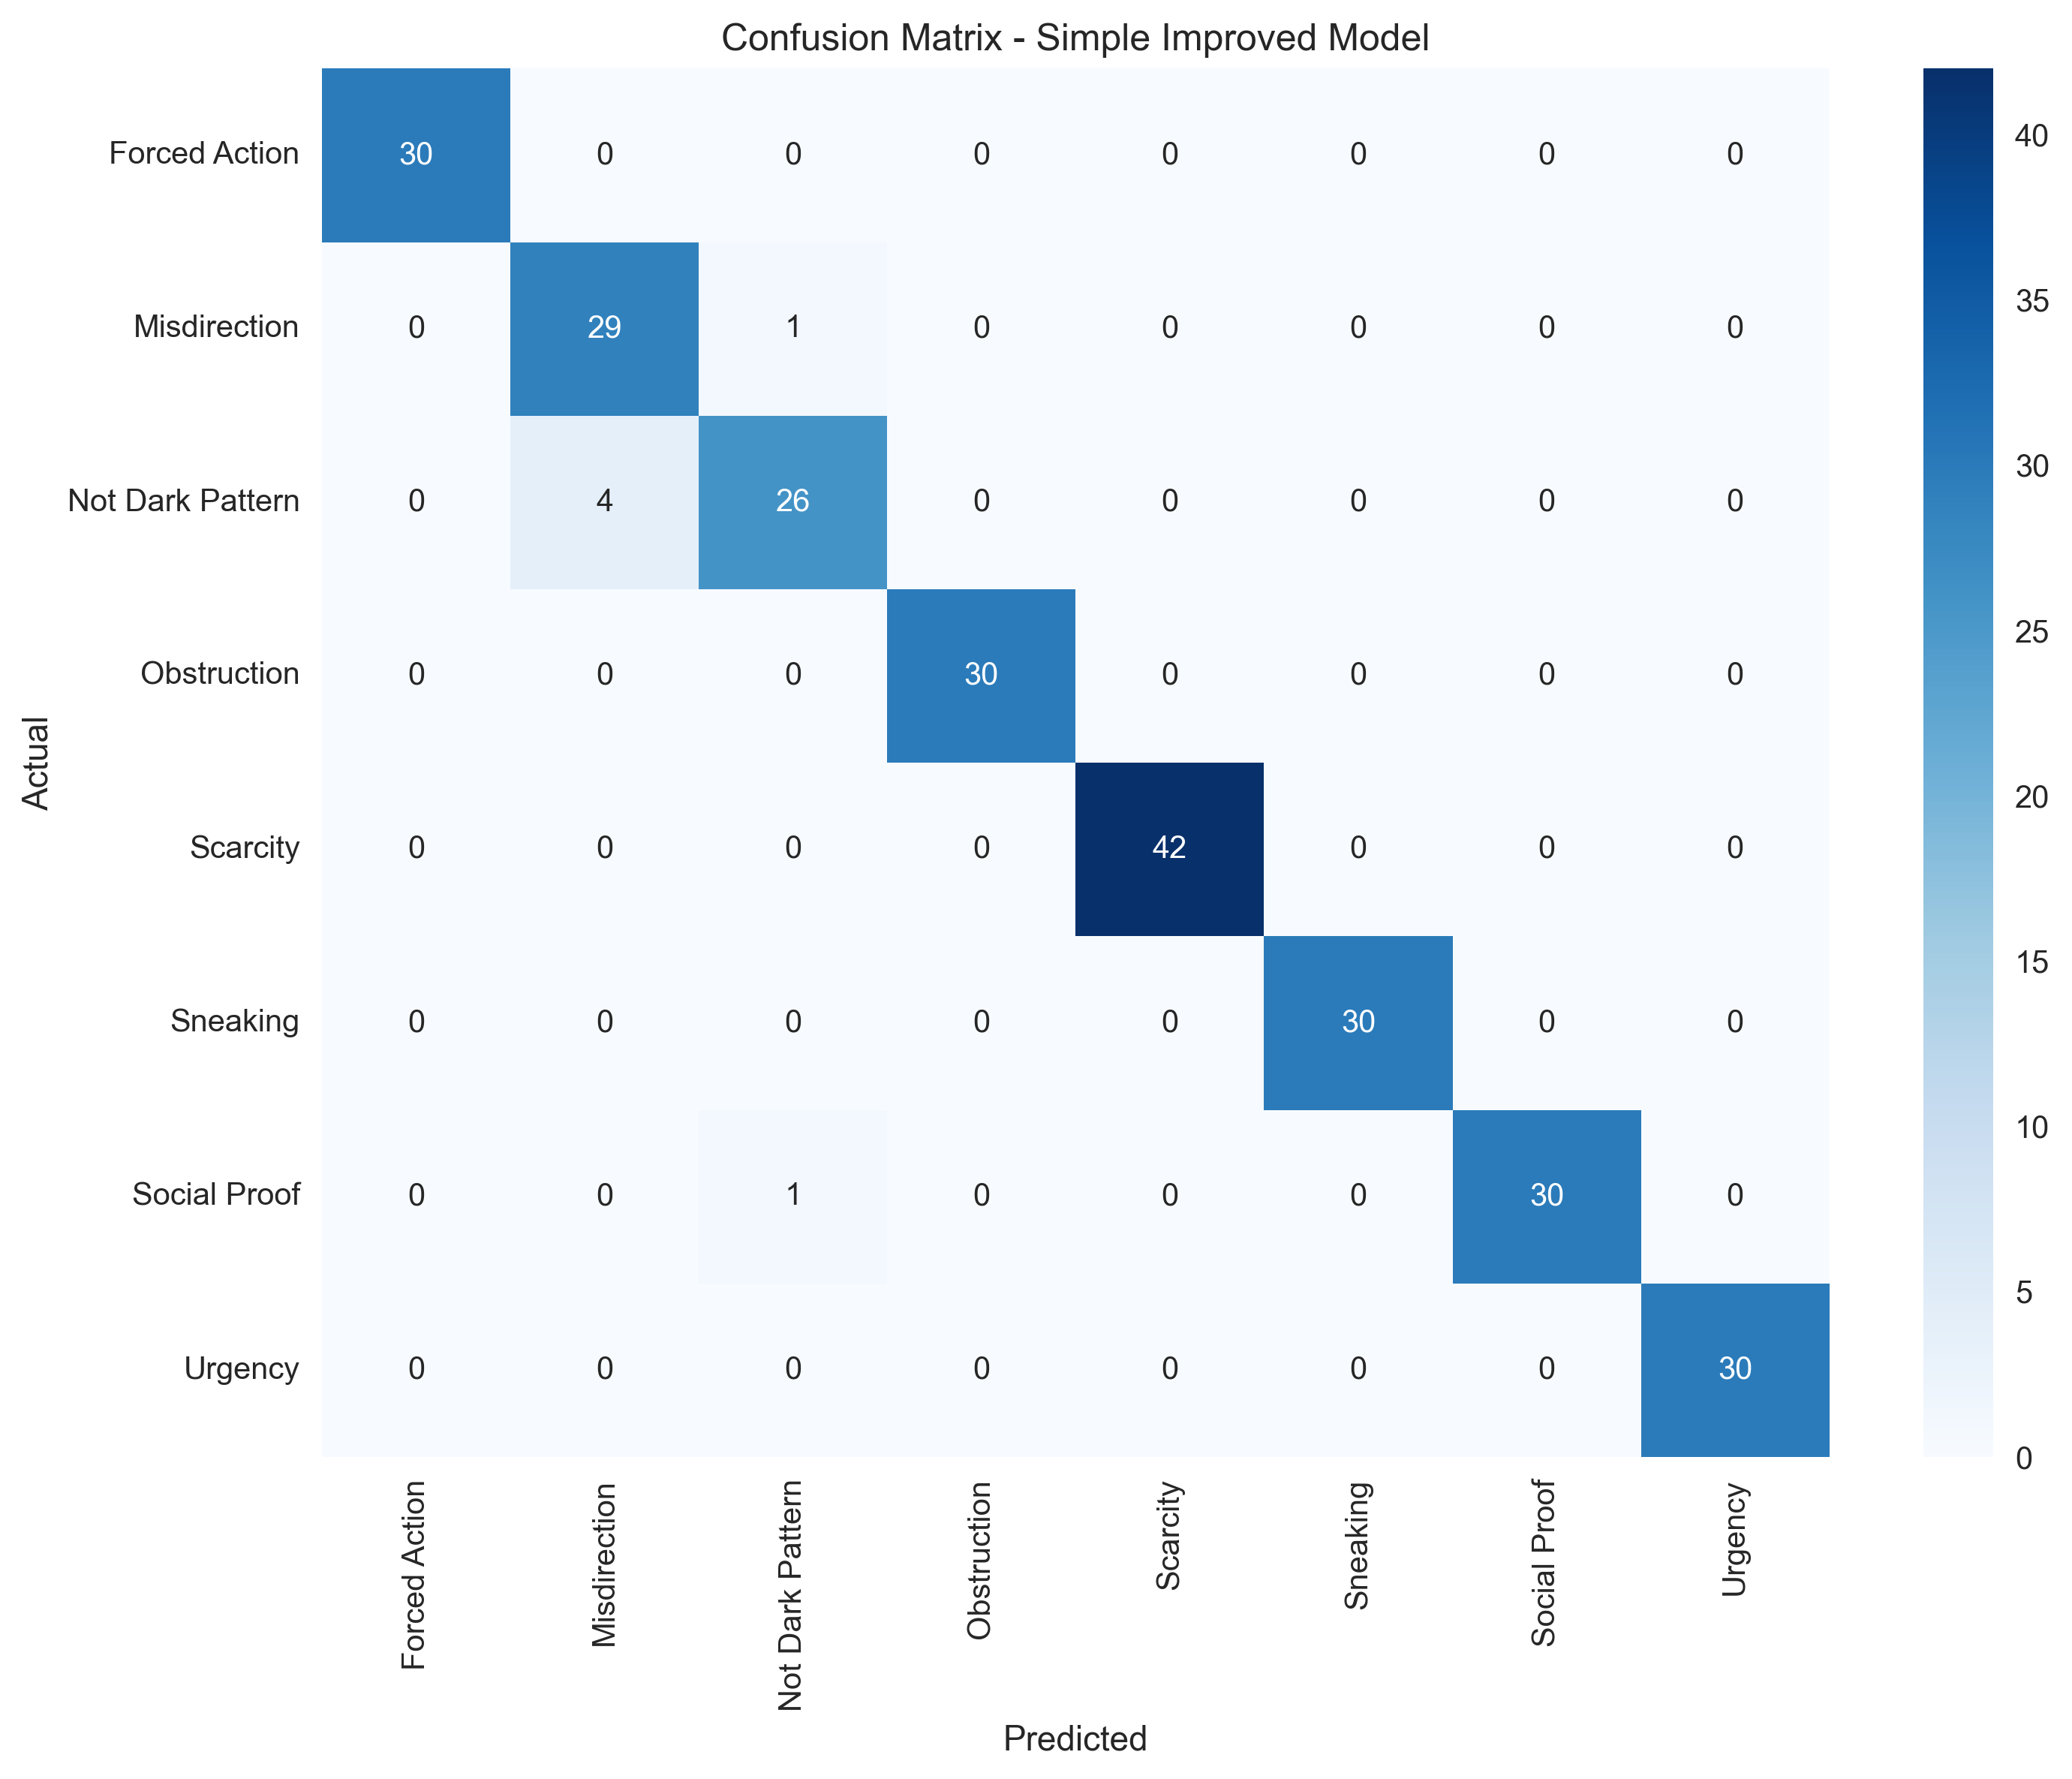 Confusion Matrix - Simple Improved Model
Actual
Forced Action 30 0 0 0 0 0 0 0
Misdirection 0 29 1 0 0 0 0 0
Not Dark Pattern 0 4 26 0 0 0 0 0
Obstruction 0 0 0 30 0 0 0 0
Scarcity 0 0 0 0 42 0 0 0
Sneaking 0 0 0 0 0 30 0 0
Social Proof 0 0 1 0 0 0 30 0
Urgency 0 0 0 0 0 0 0 30
Forced Action
Misdirection
Not Dark Pattern
Obstruction
Scarcity
Sneaking
Social Proof
Urgency
Predicted
40
35
30
25
20
15
10
5
0